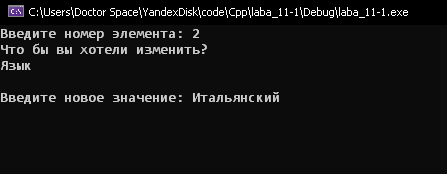 C:\Users\Doctor Space\YandexDisk\code\Cpp\laba_11-1\Debug\laba_11-1.exe
Введите номер элемента: 2
Что бы вы хотели изменить?
Язык
Введите новое значение: Итальянский